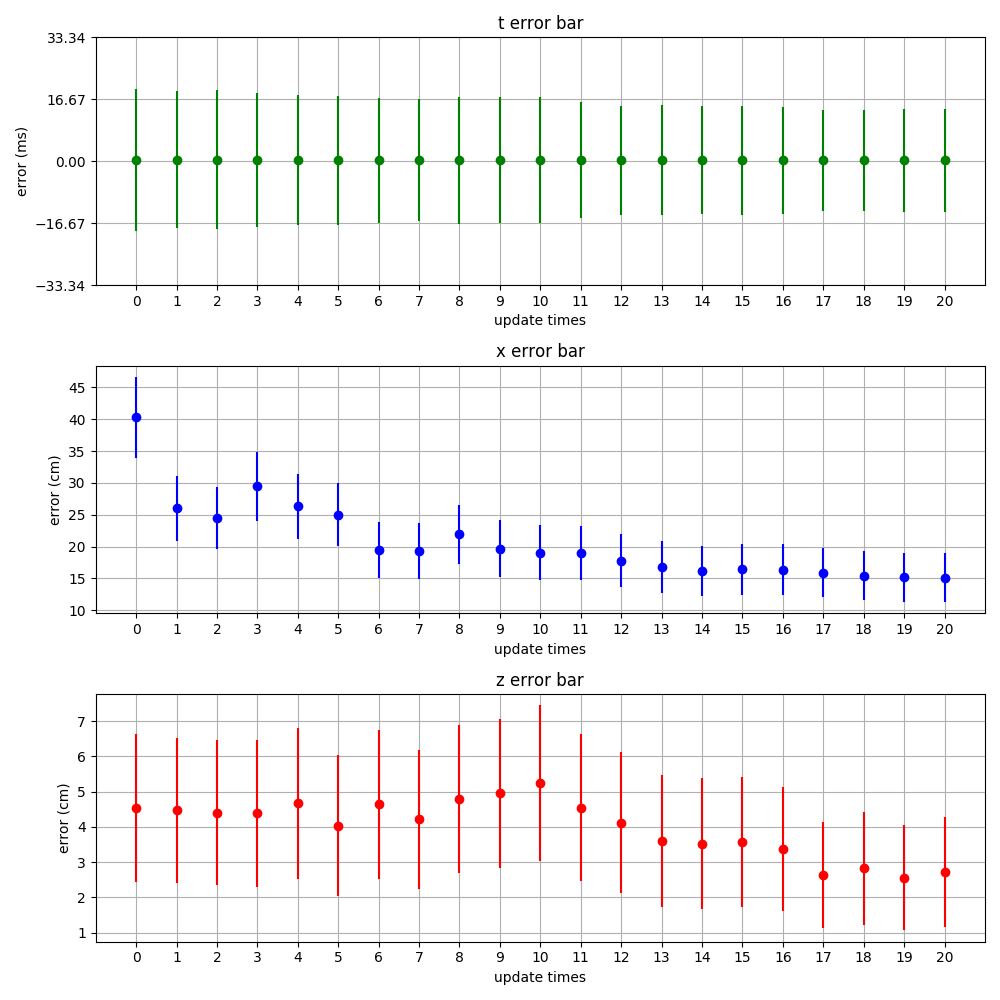 t error bar
33.34
16.67
0.00
−16.67
−33.34
error (ms)
0 1 2 3 4 5 6 7 8 9 10 11 12 13 14 15 16 17 18 19 20
update times
x error bar
45
40
35
30
25
20
15
10
error (cm)
0 1 2 3 4 5 6 7 8 9 10 11 12 13 14 15 16 17 18 19 20
update times
z error bar
7
6
5
4
3
2
1
error (cm)
0 1 2 3 4 5 6 7 8 9 10 11 12 13 14 15 16 17 18 19 20
update times